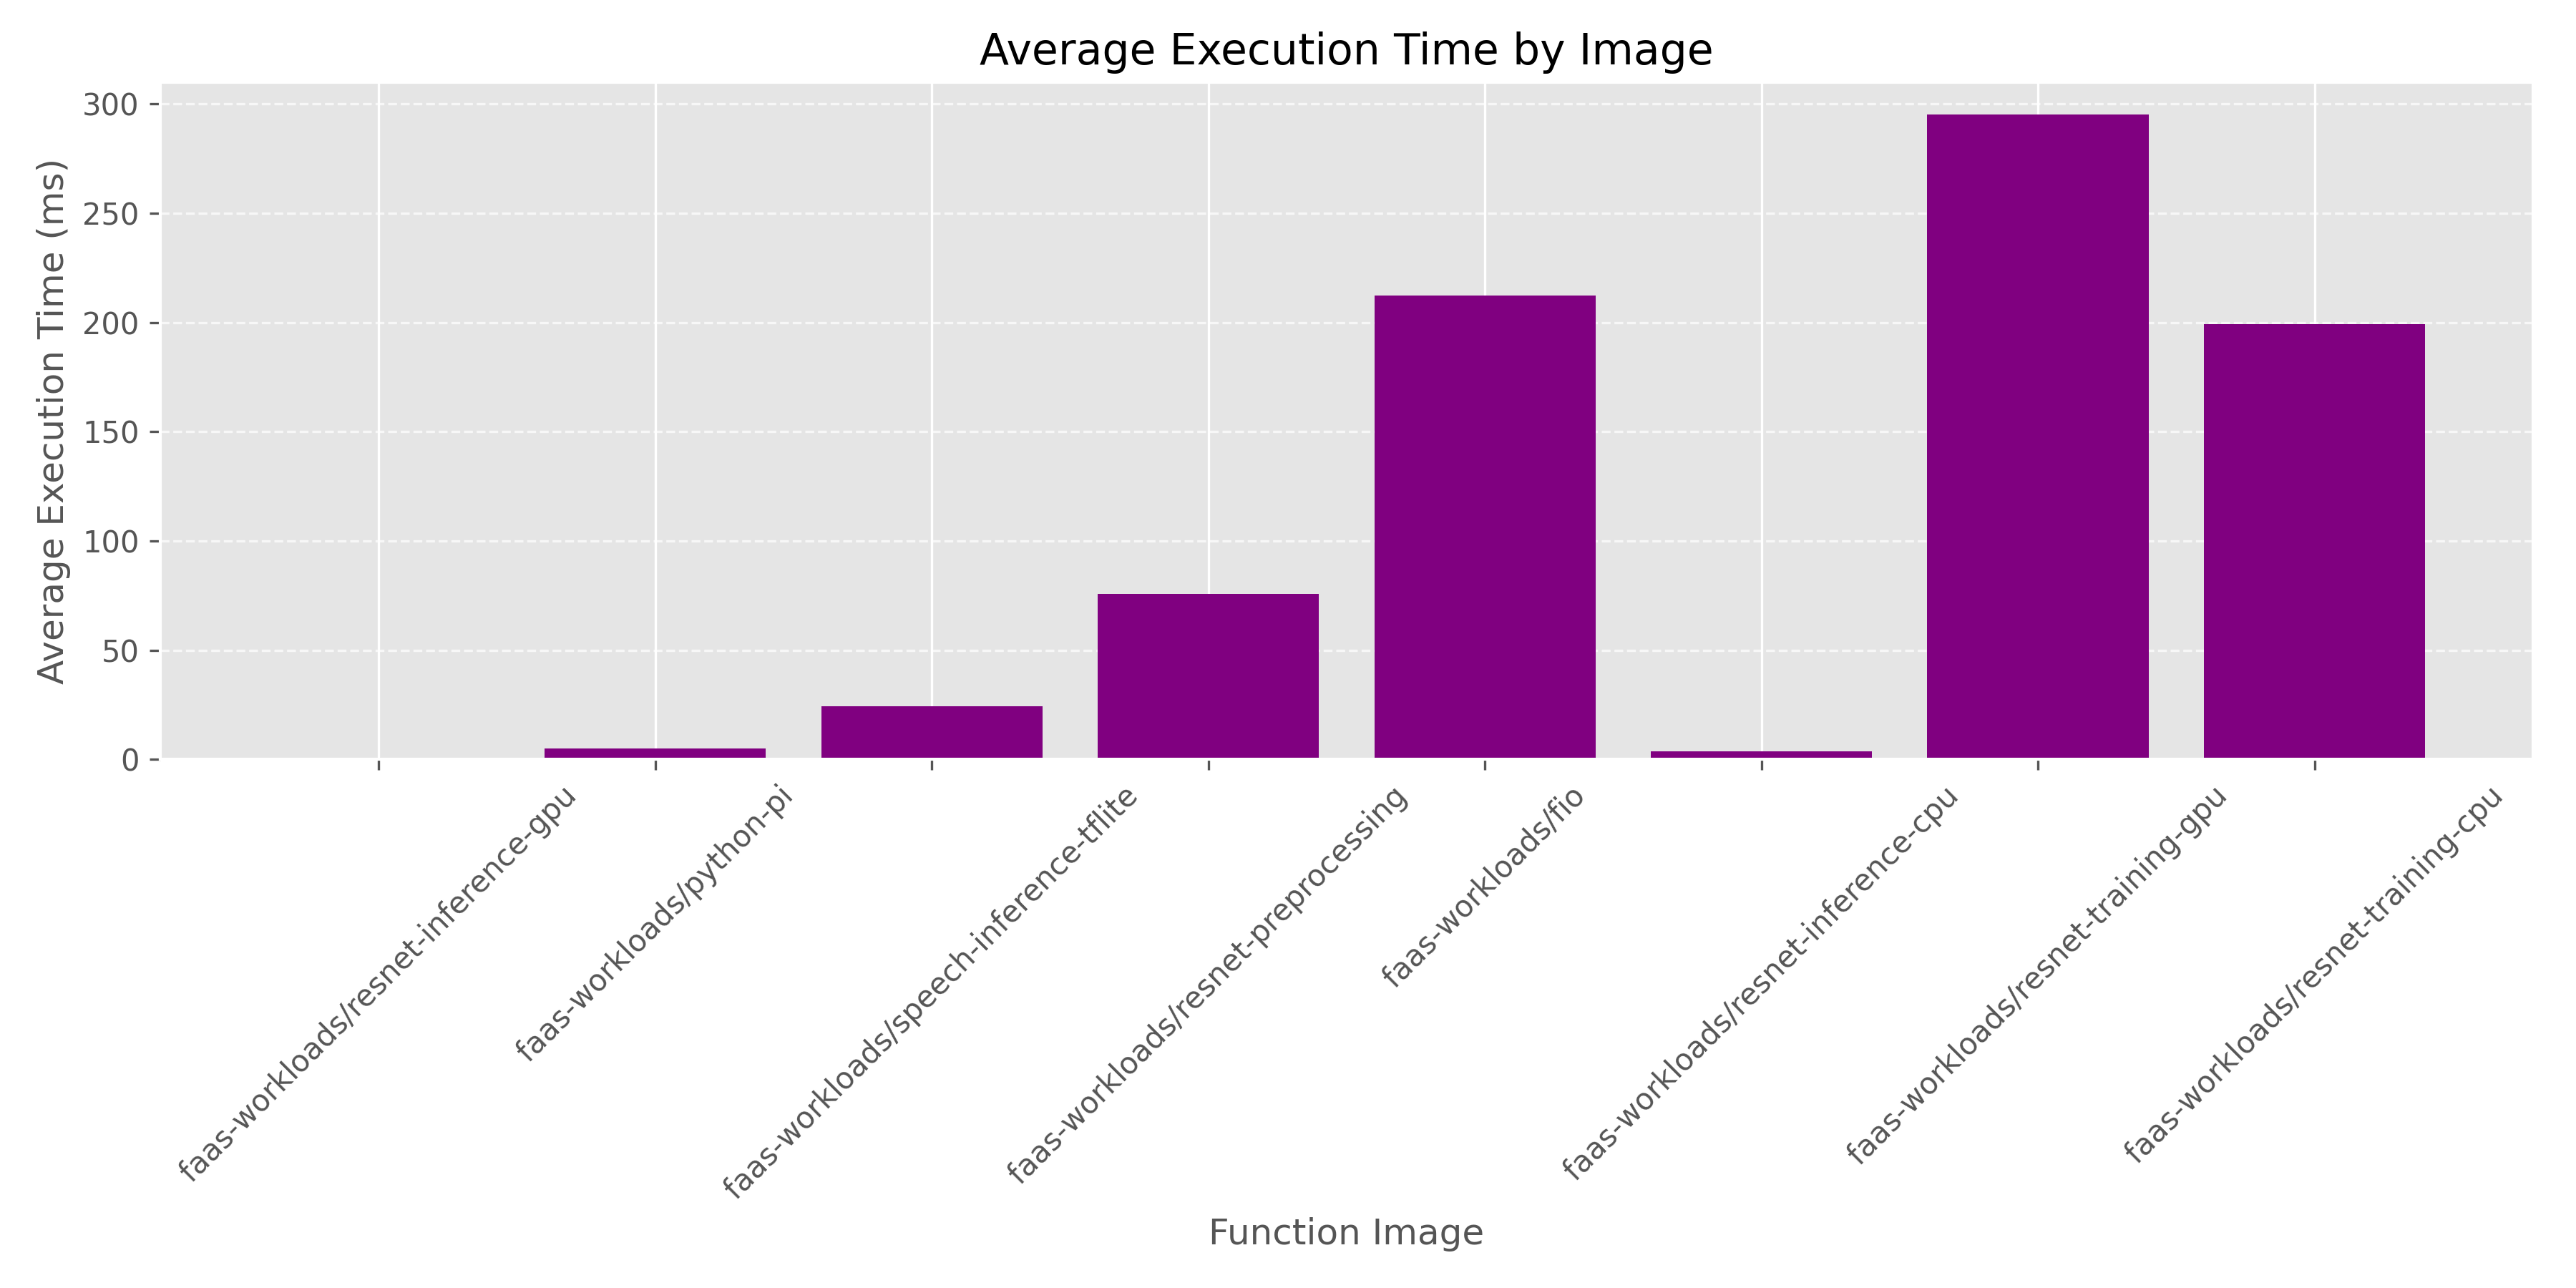 Average Execution Time by Image
Average Execution Time (ms)
300
250
200
150
100
50
0
faas-workloads/resnet-inference-gpu
faas-workloads/python-pi
faas-workloads/speech-inference-tflite
faas-workloads/resnet-preprocessing
faas-workloads/fio
faas-workloads/resnet-inference-cpu
faas-workloads/resnet-training-gpu
faas-workloads/resnet-training-cpu
Function Image